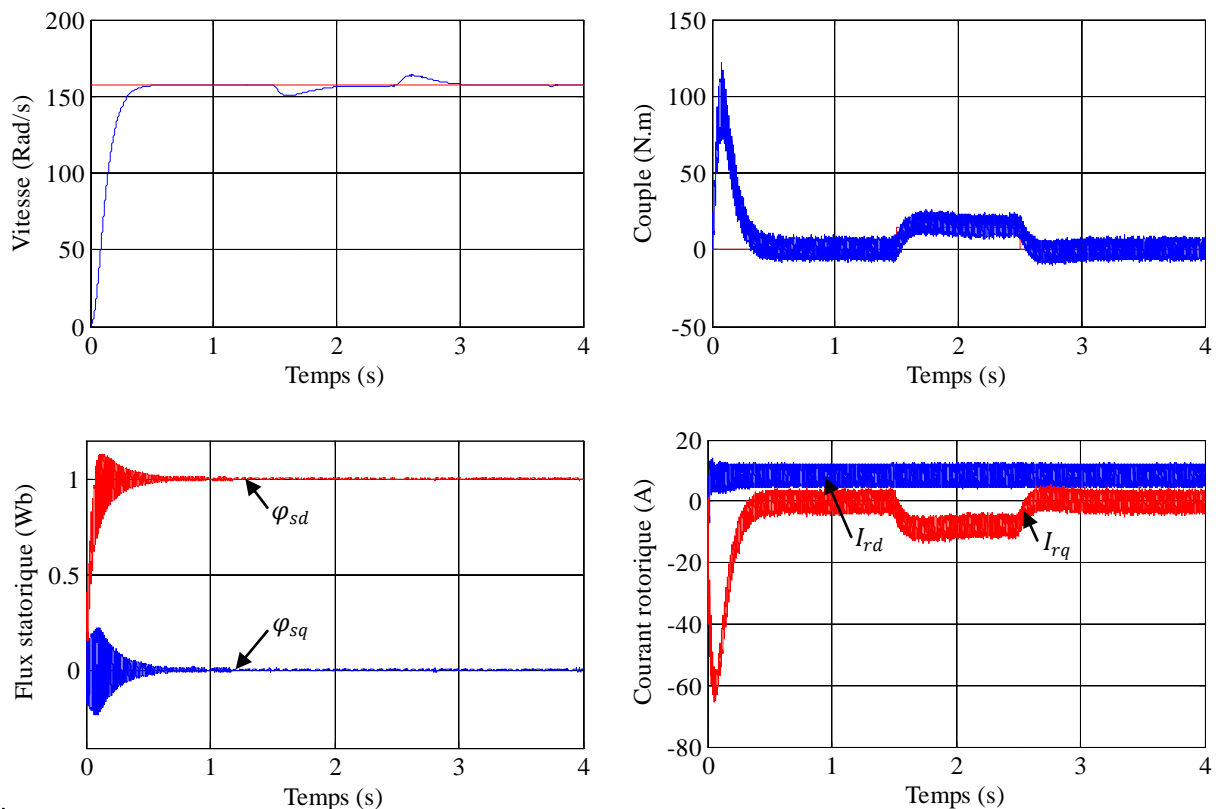 Vitesse (Rad/s)
200
150
100
50
0
0 1 2 3 4
Temps (s)
Couple (N.m)
150
100
50
0
-50
0 1 2 3 4
Temps (s)
Flux statorique (Wb)
1
0.5
0
φsd
φsq
0 1 2 3 4
Temps (s)
Courant rotorique (A)
20
0
-20
-40
-60
-80
Ird
Irq
0 1 2 3 4
Temps (s)